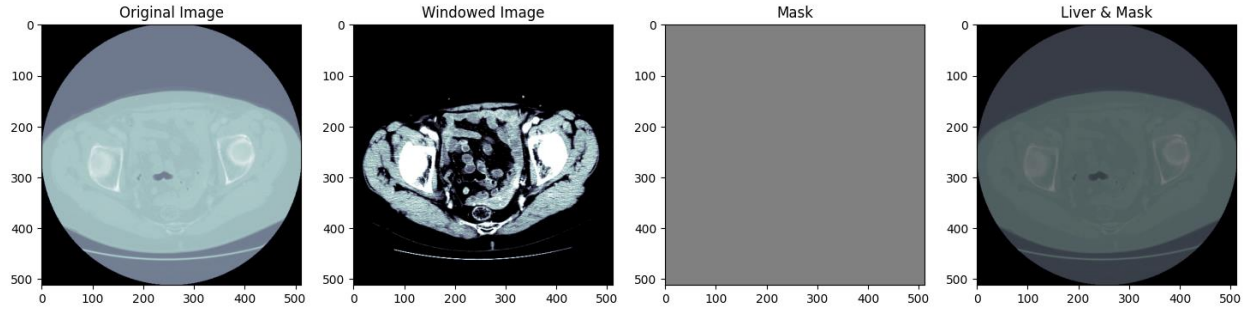 Original Image Windowed Image Mask Liver & Mask
0 0 0 0
100 100 100 100
200 200 200 200
300 300 300 300
400 400 400 400
500 500 500 500
0 100 200 300 400 500 0 100 200 300 400 500 0 100 200 300 400 500 0 100 200 300 400 500